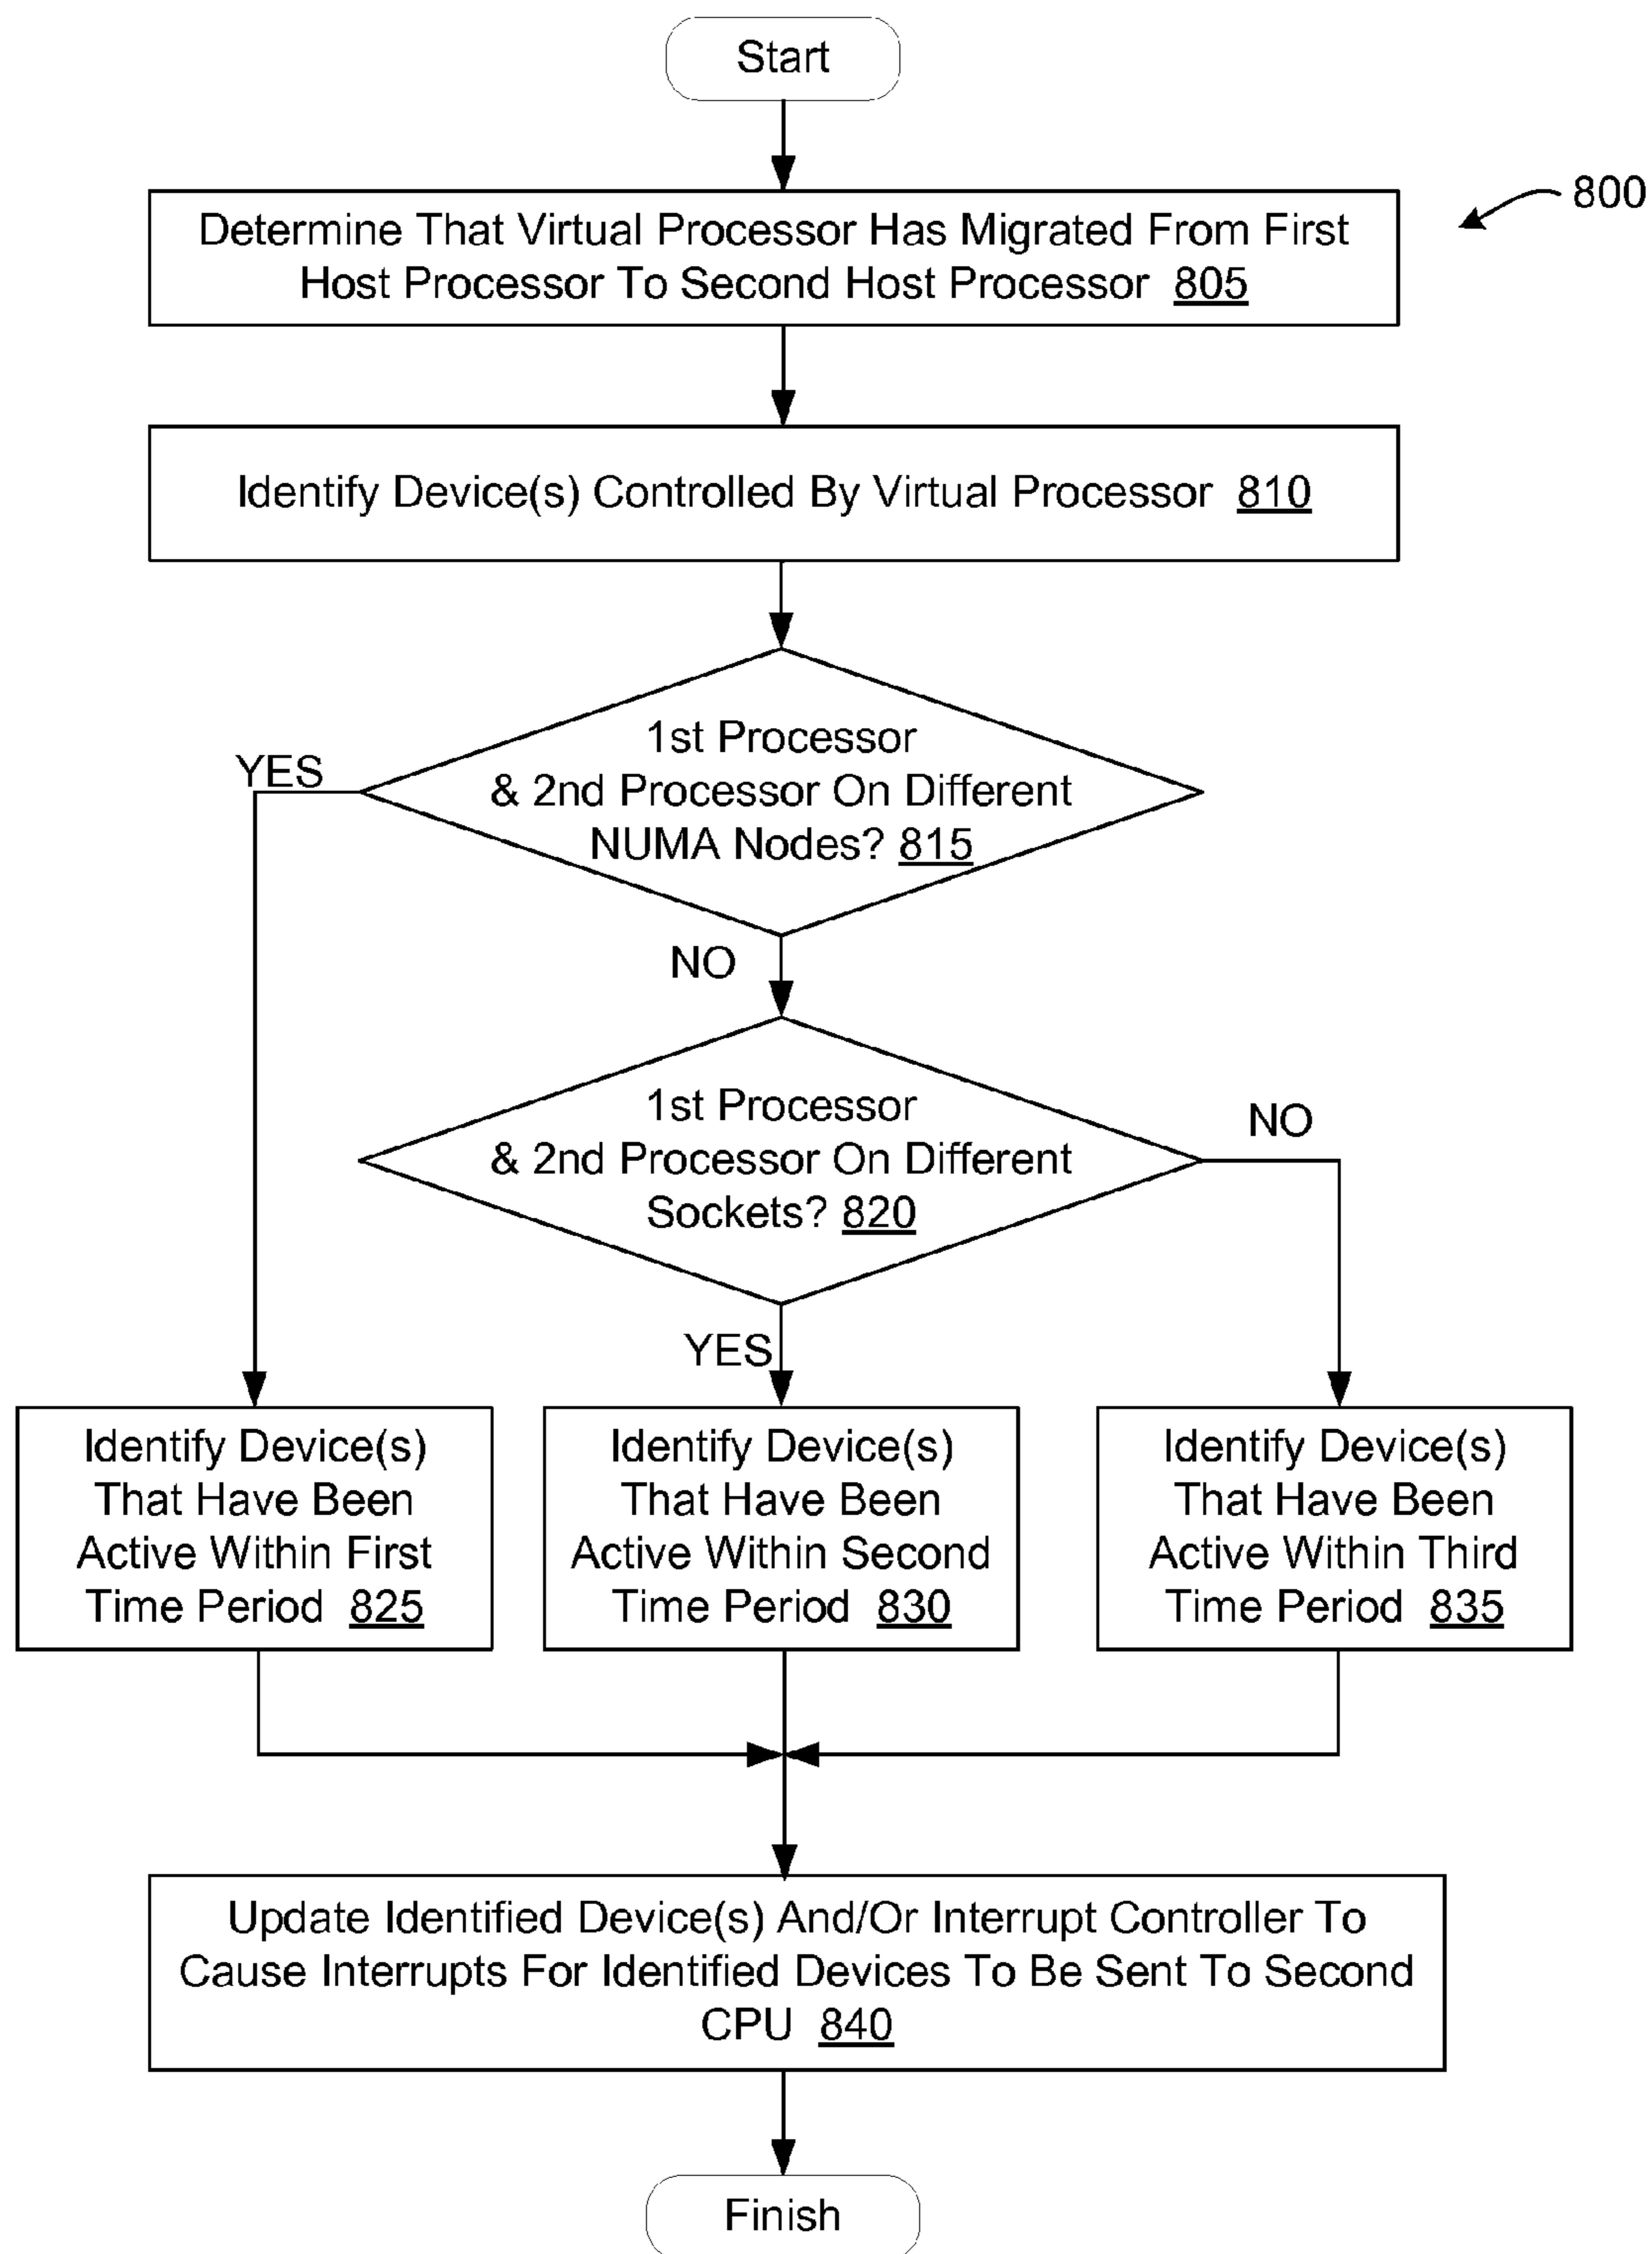 Start
800
Determine That Virtual Processor Has Migrated From First
Host Processor To Second Host Processor 805
Identify Device(s) Controlled By Virtual Processor 810
1st Processor
& 2nd Processor On Different
NUMA Nodes? 815
YES
NO
1st Processor
& 2nd Processor On Different
Sockets? 820
NO
YES
Identify Device(s)
That Have Been
Active Within First
Time Period 825
Identify Device(s)
That Have Been
Active Within Second
Time Period 830
Identify Device(s)
That Have Been
Active Within Third
Time Period 835
Update Identified Device(s) And/Or Interrupt Controller To
Cause Interrupts For Identified Devices To Be Sent To Second
CPU 840
Finish